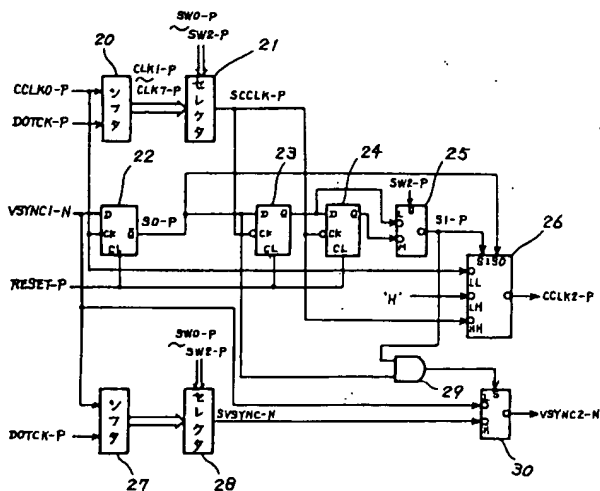 SW0-P
~SW2-P
20
21
CLK1-P
~CLK7-P
CCLK0-P
DOTCK-P
シフタ
セレクタ
SCCLK-P
22
23
24
25
SW2-P
VSYNC1-N
D
CK
Q̅
CL
S0-P
D
Q
CK
CL
D
Q
CK
CL
S
L
H
S1-P
26
S1 S0
LL
LH
HH
'H'
CCLK2-P
RESET-P
SW0-P
~SW2-P
29
シフタ
セレクタ
SVSYNC-N
DOTCK-P
27
28
S
L
H
VSYNC2-N
30